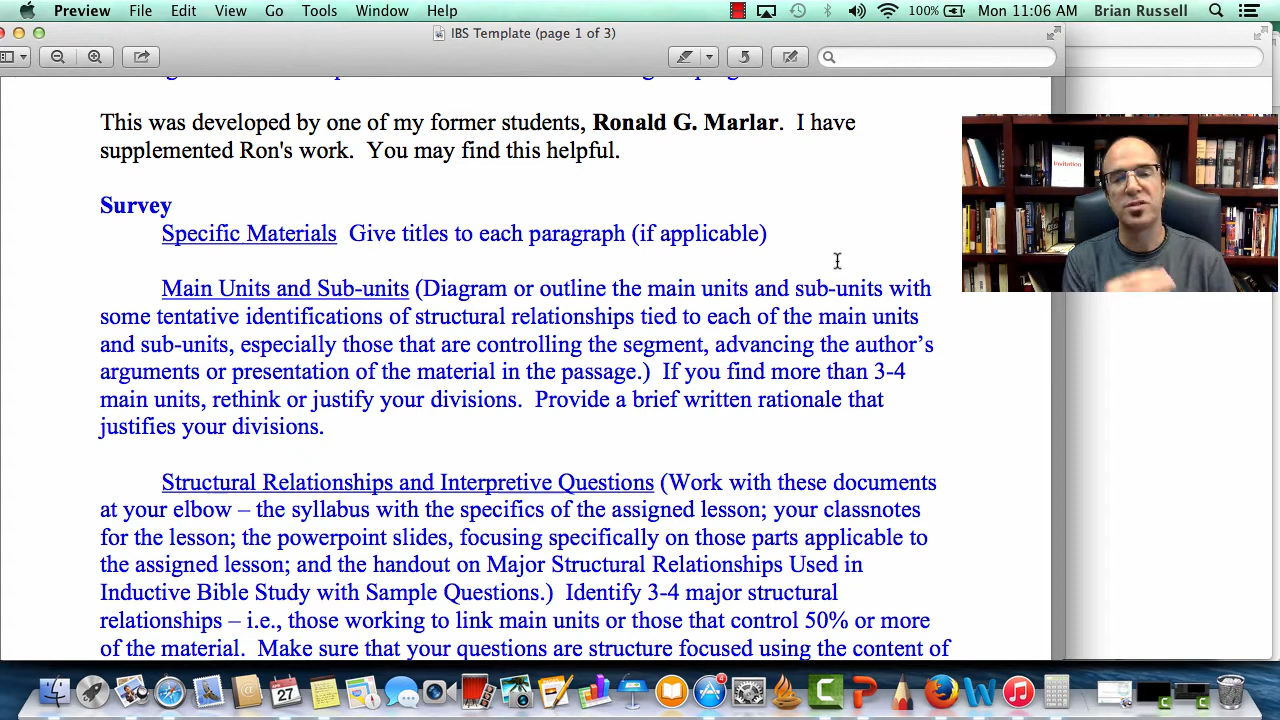 Preview File Edit View Go Tools Window Help 100% Mon 11:06 AM Brian Russell
IBS Template (page 1 of 3)
This was developed by one of my former students, Ronald G. Marlar. I have
supplemented Ron's work. You may find this helpful.
Survey
Specific Materials Give titles to each paragraph (if applicable)
Main Units and Sub-units (Diagram or outline the main units and sub-units with
some tentative identifications of structural relationships tied to each of the main units
and sub-units, especially those that are controlling the segment, advancing the author's
arguments or presentation of the material in the passage.) If you find more than 3-4
main units, rethink or justify your divisions. Provide a brief written rationale that
justifies your divisions.
Structural Relationships and Interpretive Questions (Work with these documents
at your elbow – the syllabus with the specifics of the assigned lesson; your classnotes
for the lesson; the powerpoint slides, focusing specifically on those parts applicable to
the assigned lesson; and the handout on Major Structural Relationships Used in
Inductive Bible Study with Sample Questions.) Identify 3-4 major structural
relationships – i.e., those working to link main units or those that control 50% or more
of the material. Make sure that your questions are structure focused using the content of
Invitation
27
4